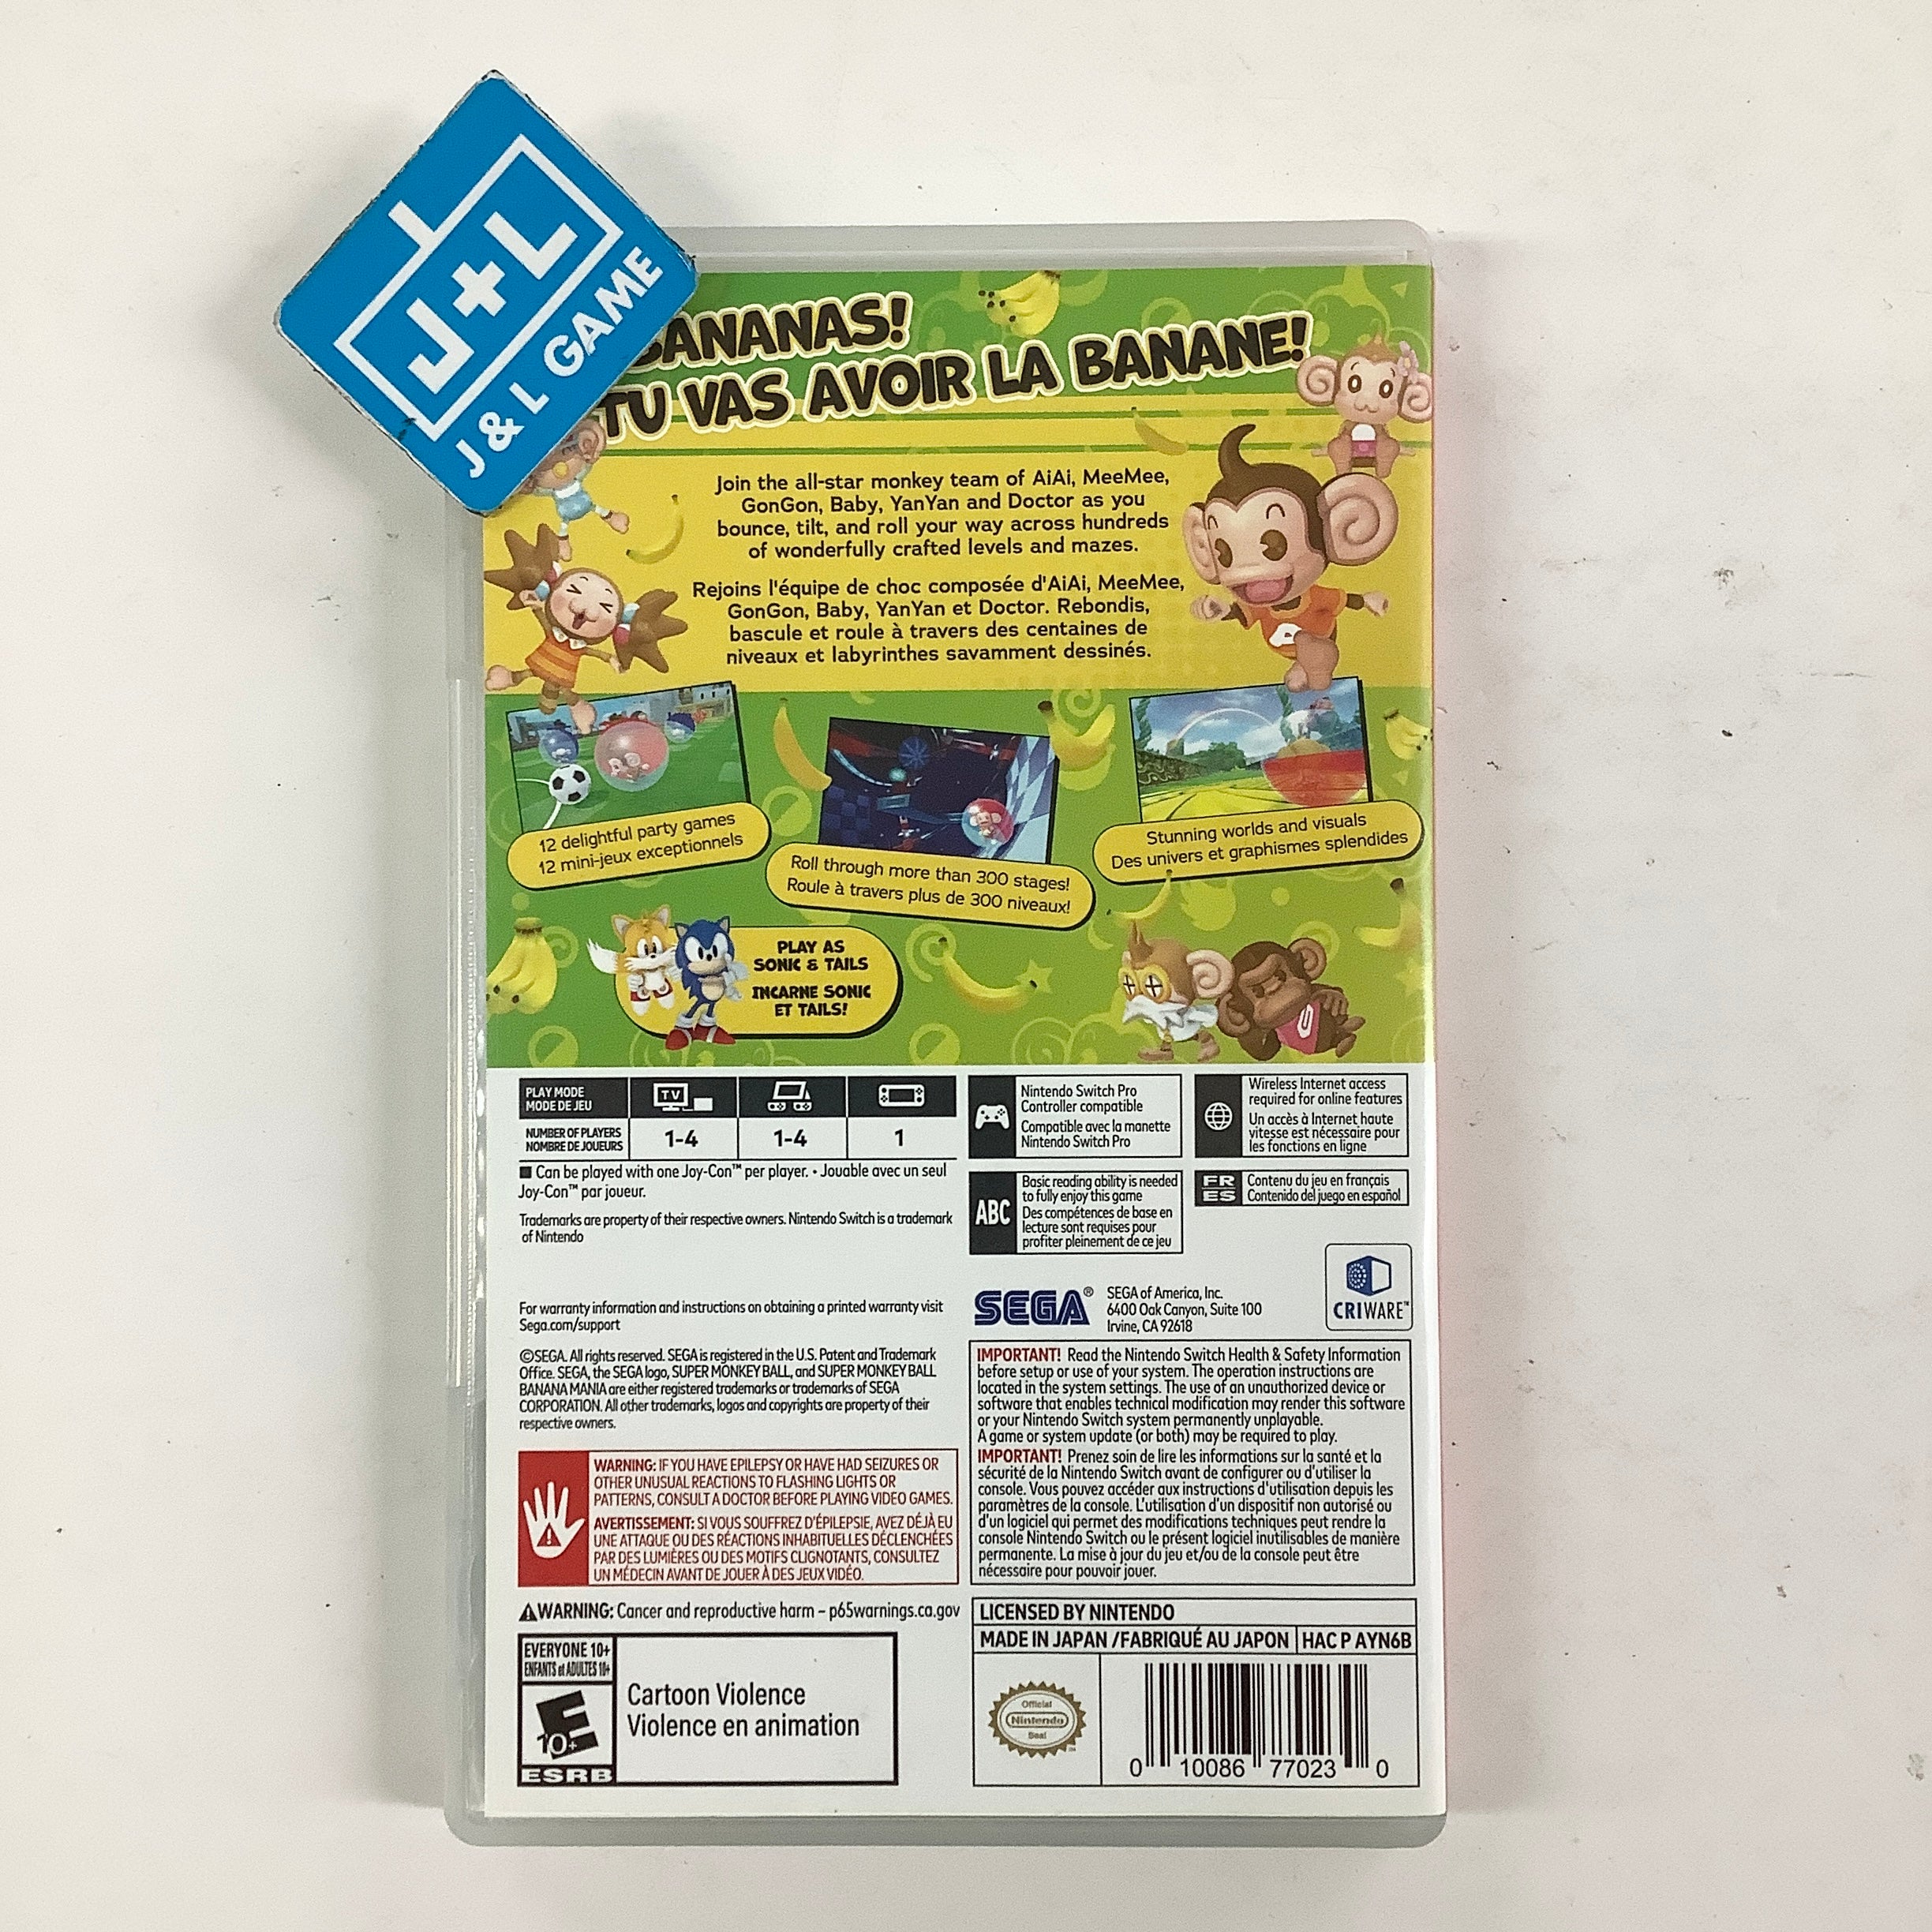 J+L
J & L GAME
BANANAS!
TU VAS AVOIR LA BANANE!
Join the all-star monkey team of AiAi, MeeMee,
GonGon, Baby, YanYan and Doctor as you
bounce, tilt, and roll your way across hundreds
of wonderfully crafted levels and mazes.
Rejoins l'équipe de choc composée d'AiAi, MeeMee,
GonGon, Baby, YanYan et Doctor. Rebondis,
bascule et roule à travers des centaines de
niveaux et labyrinthes savamment dessinés.
12 delightful party games
12 mini-jeux exceptionnels
Roll through more than 300 stages!
Roule à travers plus de 300 niveaux!
Stunning worlds and visuals
Des univers et graphismes splendides
PLAY AS
SONIC & TAILS
INCARNE SONIC
ET TAILS!
PLAY MODE
MODE DE JEU
TV
NUMBER OF PLAYERS
NOMBRE DE JOUEURS
1-4
1-4
1
■ Can be played with one Joy-Con™ per player. • Jouable avec un seul
Joy-Con™ par joueur.
Trademarks are property of their respective owners. Nintendo Switch is a trademark
of Nintendo
Nintendo Switch Pro
Controller compatible
Compatible avec la manette
Nintendo Switch Pro
Wireless Internet access
required for online features
Un accès à Internet haute
vitesse est nécessaire pour
les fonctions en ligne
ABC
Basic reading ability is needed
to fully enjoy this game
Des compétences de base en
lecture sont requises pour
profiter pleinement de ce jeu
FR
ES
Contenu du jeu en français
Contenido del juego en español
For warranty information and instructions on obtaining a printed warranty visit
Sega.com/support
SEGA®
SEGA of America, Inc.
6400 Oak Canyon, Suite 100
Irvine, CA 92618
CRIWARE™
©SEGA. All rights reserved. SEGA is registered in the U.S. Patent and Trademark
Office. SEGA, the SEGA logo, SUPER MONKEY BALL, and SUPER MONKEY BALL
BANANA MANIA are either registered trademarks or trademarks of SEGA
CORPORATION. All other trademarks, logos and copyrights are property of their
respective owners.
IMPORTANT! Read the Nintendo Switch Health & Safety Information
before setup or use of your system. The operation instructions are
located in the system settings. The use of an unauthorized device or
software that enables technical modification may render this software
or your Nintendo Switch system permanently unplayable.
A game or system update (or both) may be required to play.
IMPORTANT! Prenez soin de lire les informations sur la santé et la
sécurité de la Nintendo Switch avant de configurer ou d'utiliser la
console. Vous pouvez accéder aux instructions d'utilisation depuis les
paramètres de la console. L'utilisation d'un dispositif non autorisé ou
d'un logiciel qui permet des modifications techniques peut rendre la
console Nintendo Switch ou le présent logiciel inutilisables de manière
permanente. La mise à jour du jeu et/ou de la console peut être
nécessaire pour pouvoir jouer.
WARNING: IF YOU HAVE EPILEPSY OR HAVE HAD SEIZURES OR
OTHER UNUSUAL REACTIONS TO FLASHING LIGHTS OR
PATTERNS, CONSULT A DOCTOR BEFORE PLAYING VIDEO GAMES.
AVERTISSEMENT: SI VOUS SOUFFREZ D'ÉPILEPSIE, AVEZ DÉJÀ EU
UNE ATTAQUE OU DES RÉACTIONS INHABITUELLES DÉCLENCHÉES
PAR DES LUMIÈRES OU DES MOTIFS CLIGNOTANTS, CONSULTEZ
UN MÉDECIN AVANT DE JOUER À DES JEUX VIDÉO.
⚠WARNING: Cancer and reproductive harm – p65warnings.ca.gov
EVERYONE 10+
ENFANTS et ADULTES 10+
E
10+
ESRB
Cartoon Violence
Violence en animation
LICENSED BY NINTENDO
MADE IN JAPAN /FABRIQUÉ AU JAPON
HAC P AYN6B
Official
Nintendo
Seal
0 10086 77023 0